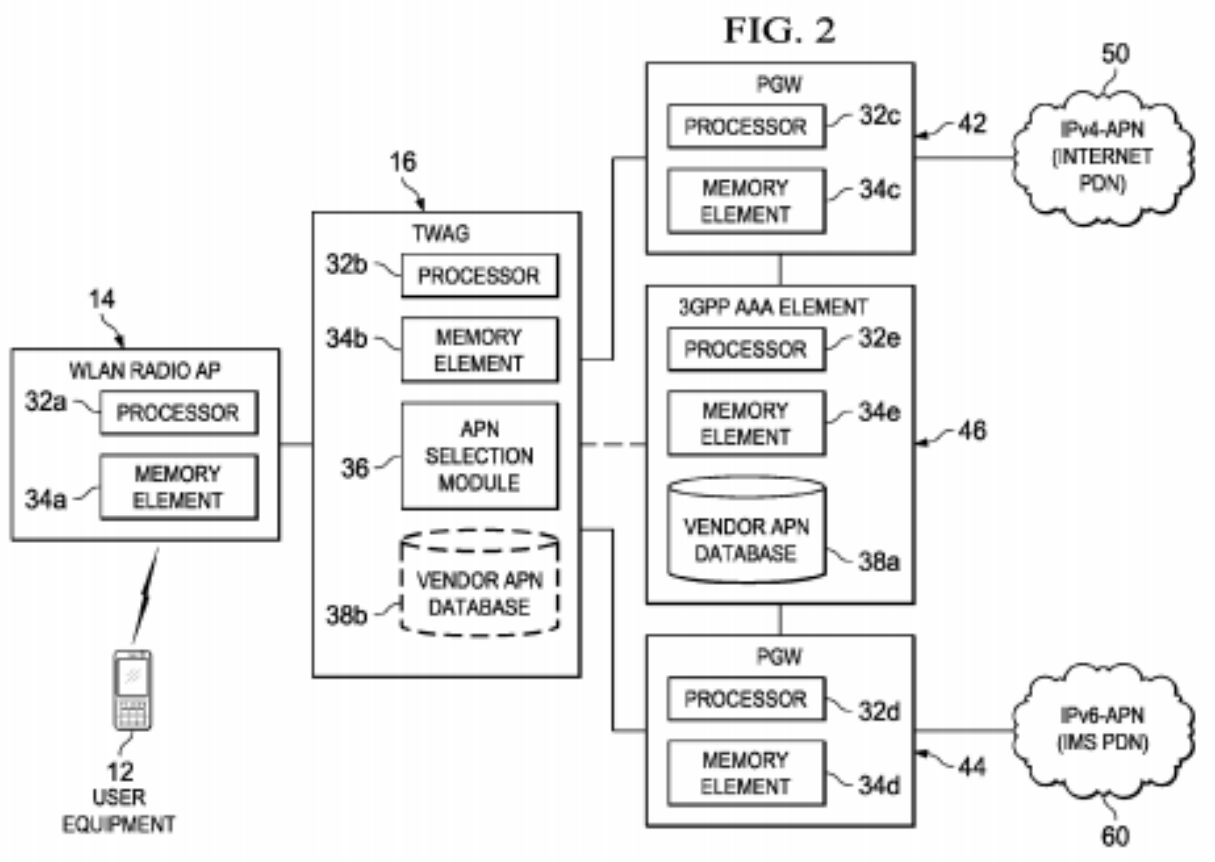 FIG. 2
PGW
PROCESSOR
32c
MEMORY
ELEMENT
34c
42
50
IPv4-APN
(INTERNET
PDN)
16
TWAG
32b
PROCESSOR
34b
MEMORY
ELEMENT
36
APN
SELECTION
MODULE
38b
VENDOR APN
DATABASE
14
WLAN RADIO AP
32a
PROCESSOR
34a
MEMORY
ELEMENT
12
USER
EQUIPMENT
3GPP AAA ELEMENT
PROCESSOR
32e
MEMORY
ELEMENT
34e
46
VENDOR APN
DATABASE
38a
PGW
PROCESSOR
32d
MEMORY
ELEMENT
34d
44
IPv6-APN
(IMS PDN)
60